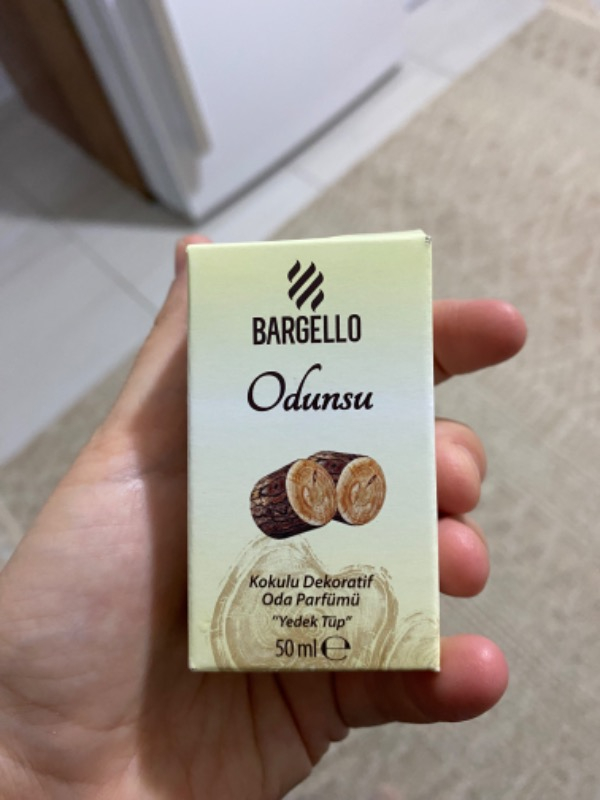 BARGELLO
Odunsu
Kokulu Dekoratif
Oda Parfümü
"Yedek Tüp"
50 ml ℮